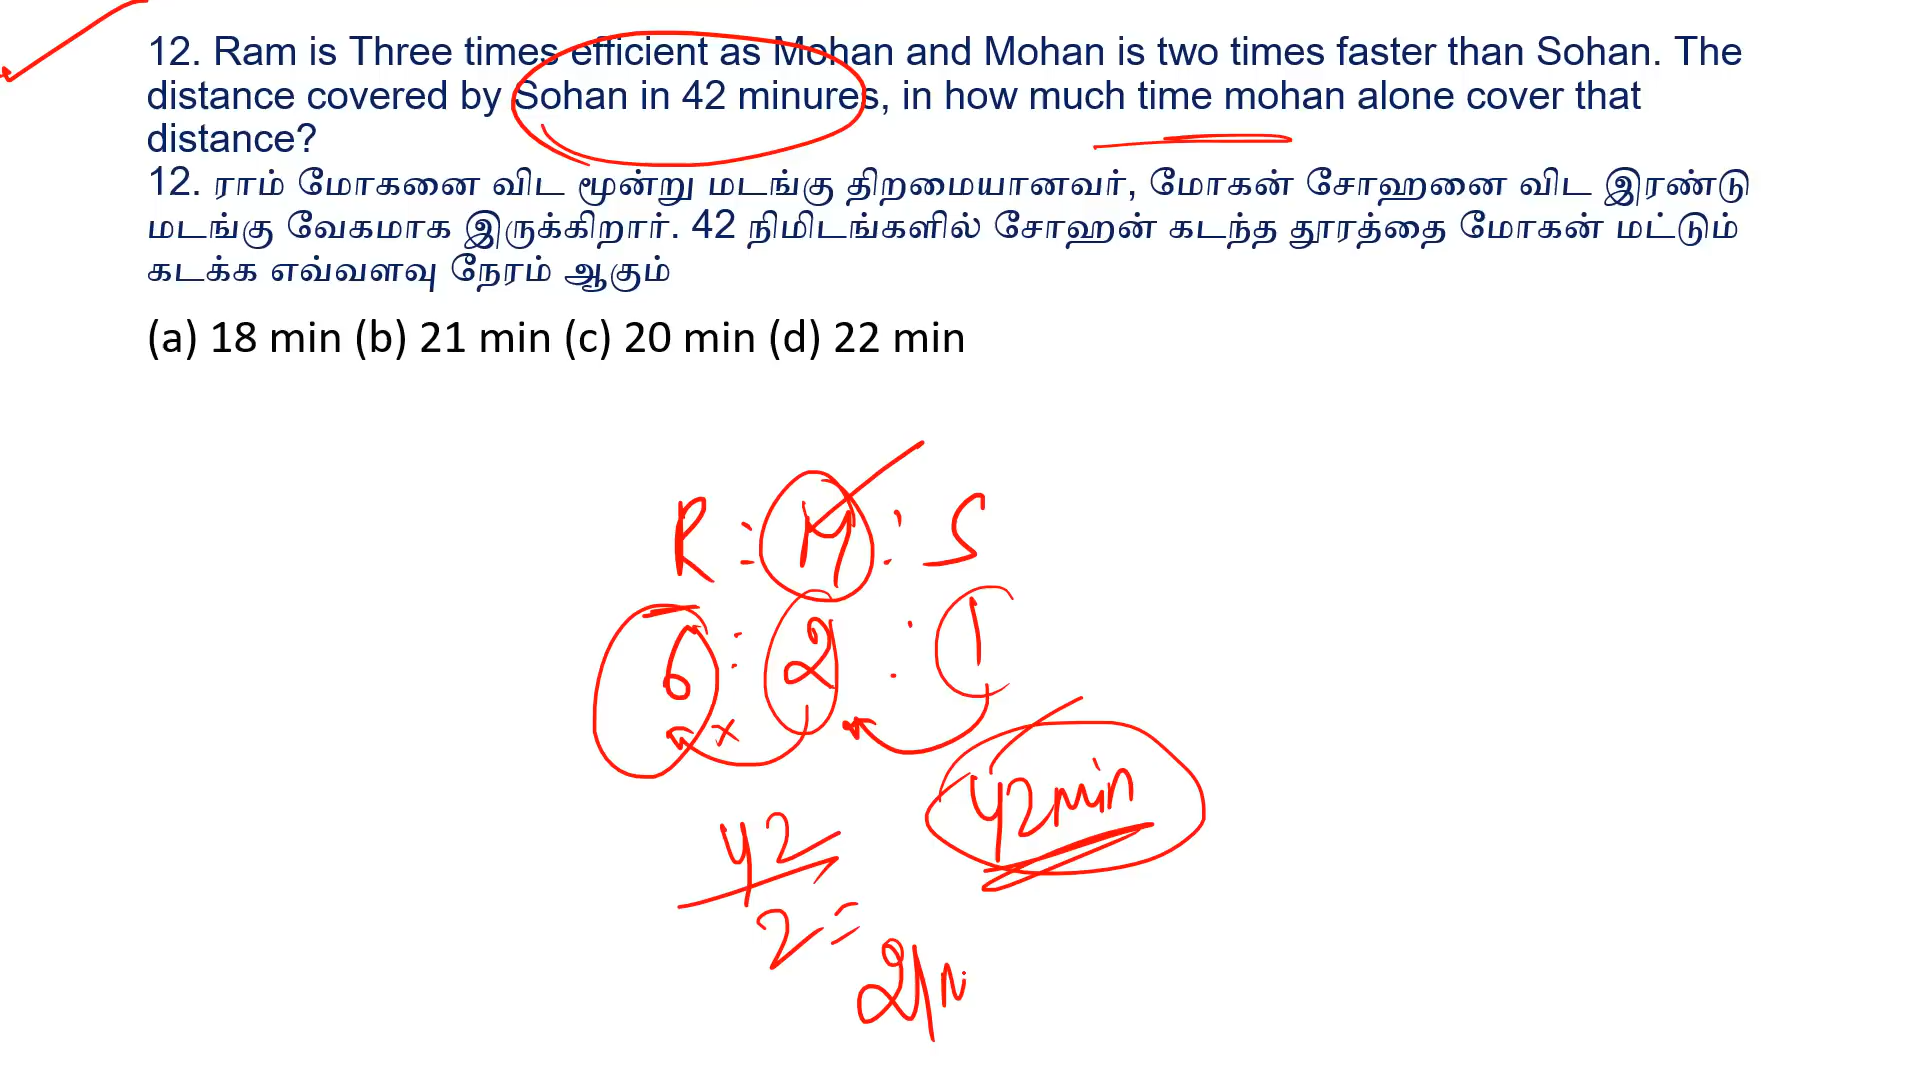 12. Ram is Three times efficient as Mohan and Mohan is two times faster than Sohan. The
distance covered by Sohan in 42 minures, in how much time mohan alone cover that
distance?
12. ராம் மோகனை விட மூன்று மடங்கு திறமையானவர், மோகன் சோஹனை விட இரண்டு
மடங்கு வேகமாக இருக்கிறார். 42 நிமிடங்களில் சோஹன் கடந்த தூரத்தை மோகன் மட்டும்
கடக்க எவ்வளவு நேரம் ஆகும்
(a) 18 min (b) 21 min (c) 20 min (d) 22 min
R : M : S
6 : 2 : 1
x
42 min
42
2 =
21